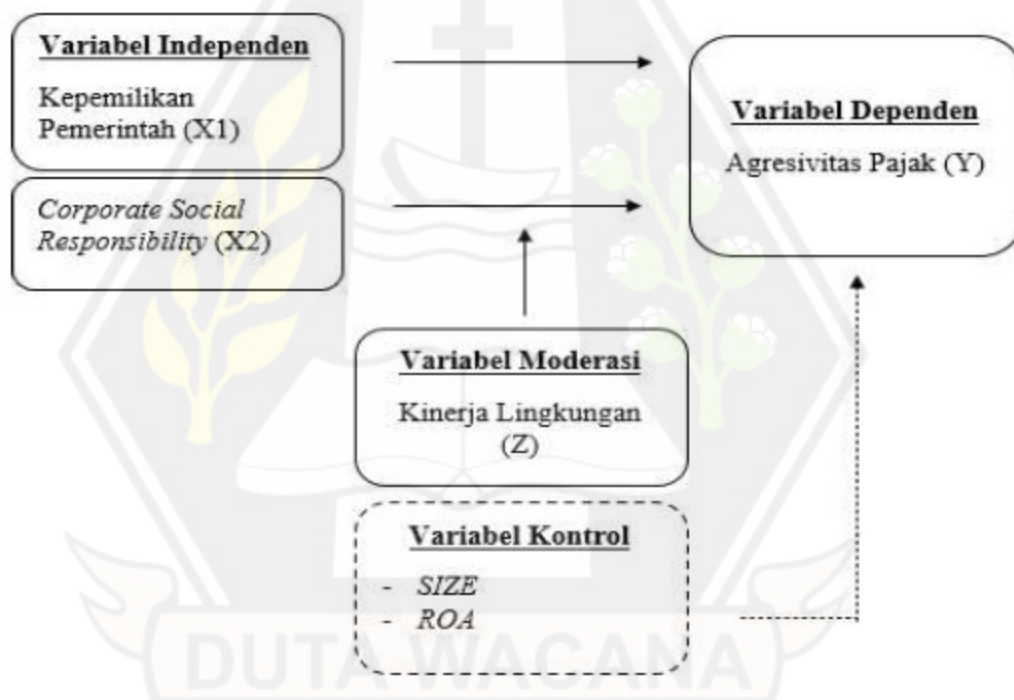 Variabel Independen
Kepemilikan
Pemerintah (X1)
Corporate Social
Responsibility (X2)
Variabel Dependen
Agresivitas Pajak (Y)
Variabel Moderasi
Kinerja Lingkungan
(Z)
Variabel Kontrol
- SIZE
- ROA
DUTA WACANA